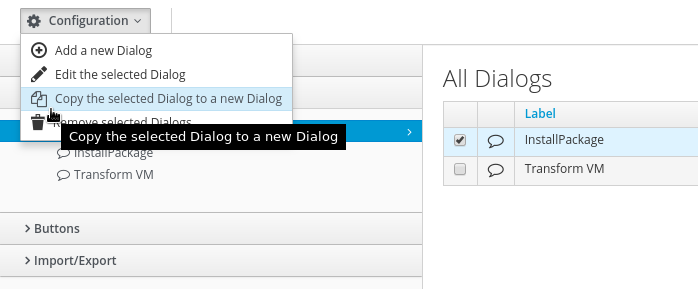 Configuration
Add a new Dialog
Edit the selected Dialog
Copy the selected Dialog to a new Dialog
Remove selected Dialogs
Copy the selected Dialog to a new Dialog
InstallPackage
Transform VM
Buttons
Import/Export
All Dialogs
Label
InstallPackage
Transform VM